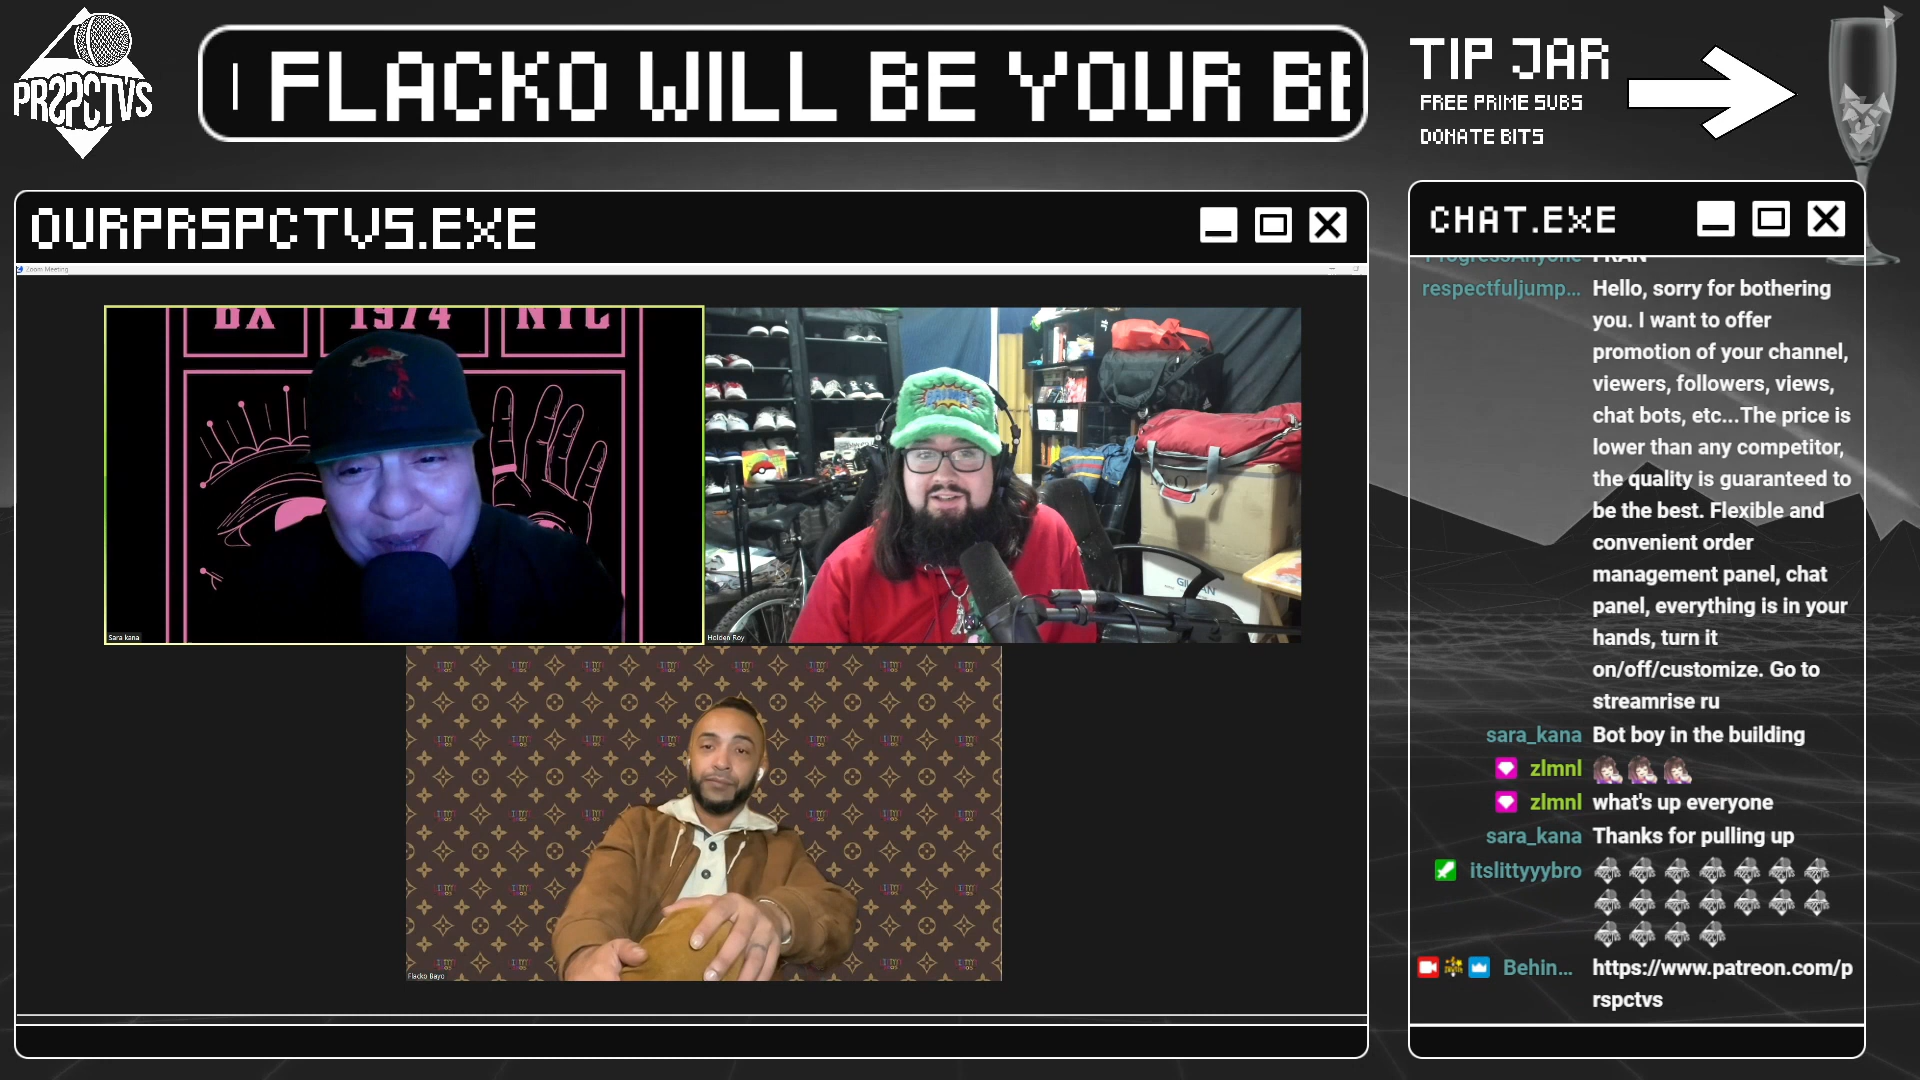 PRSPCTVS
FLACKO WILL BE YOUR BE
TIP JAR
FREE PRIME SUBS
DONATE BITS
OURPRSPCTVS.EXE
Zoom Meeting
BX 1974 NYC
Sara kana
Holden Roy
Flacko Bayo
CHAT.EXE
ProgressAnyone FRAN
respectfuljump... Hello, sorry for bothering
you. I want to offer
promotion of your channel,
viewers, followers, views,
chat bots, etc...The price is
lower than any competitor,
the quality is guaranteed to
be the best. Flexible and
convenient order
management panel, chat
panel, everything is in your
hands, turn it
on/off/customize. Go to
streamrise ru
sara_kana Bot boy in the building
zlmnl
zlmnl what's up everyone
sara_kana Thanks for pulling up
itslittyyybro
Behin... https://www.patreon.com/p
rspctvs